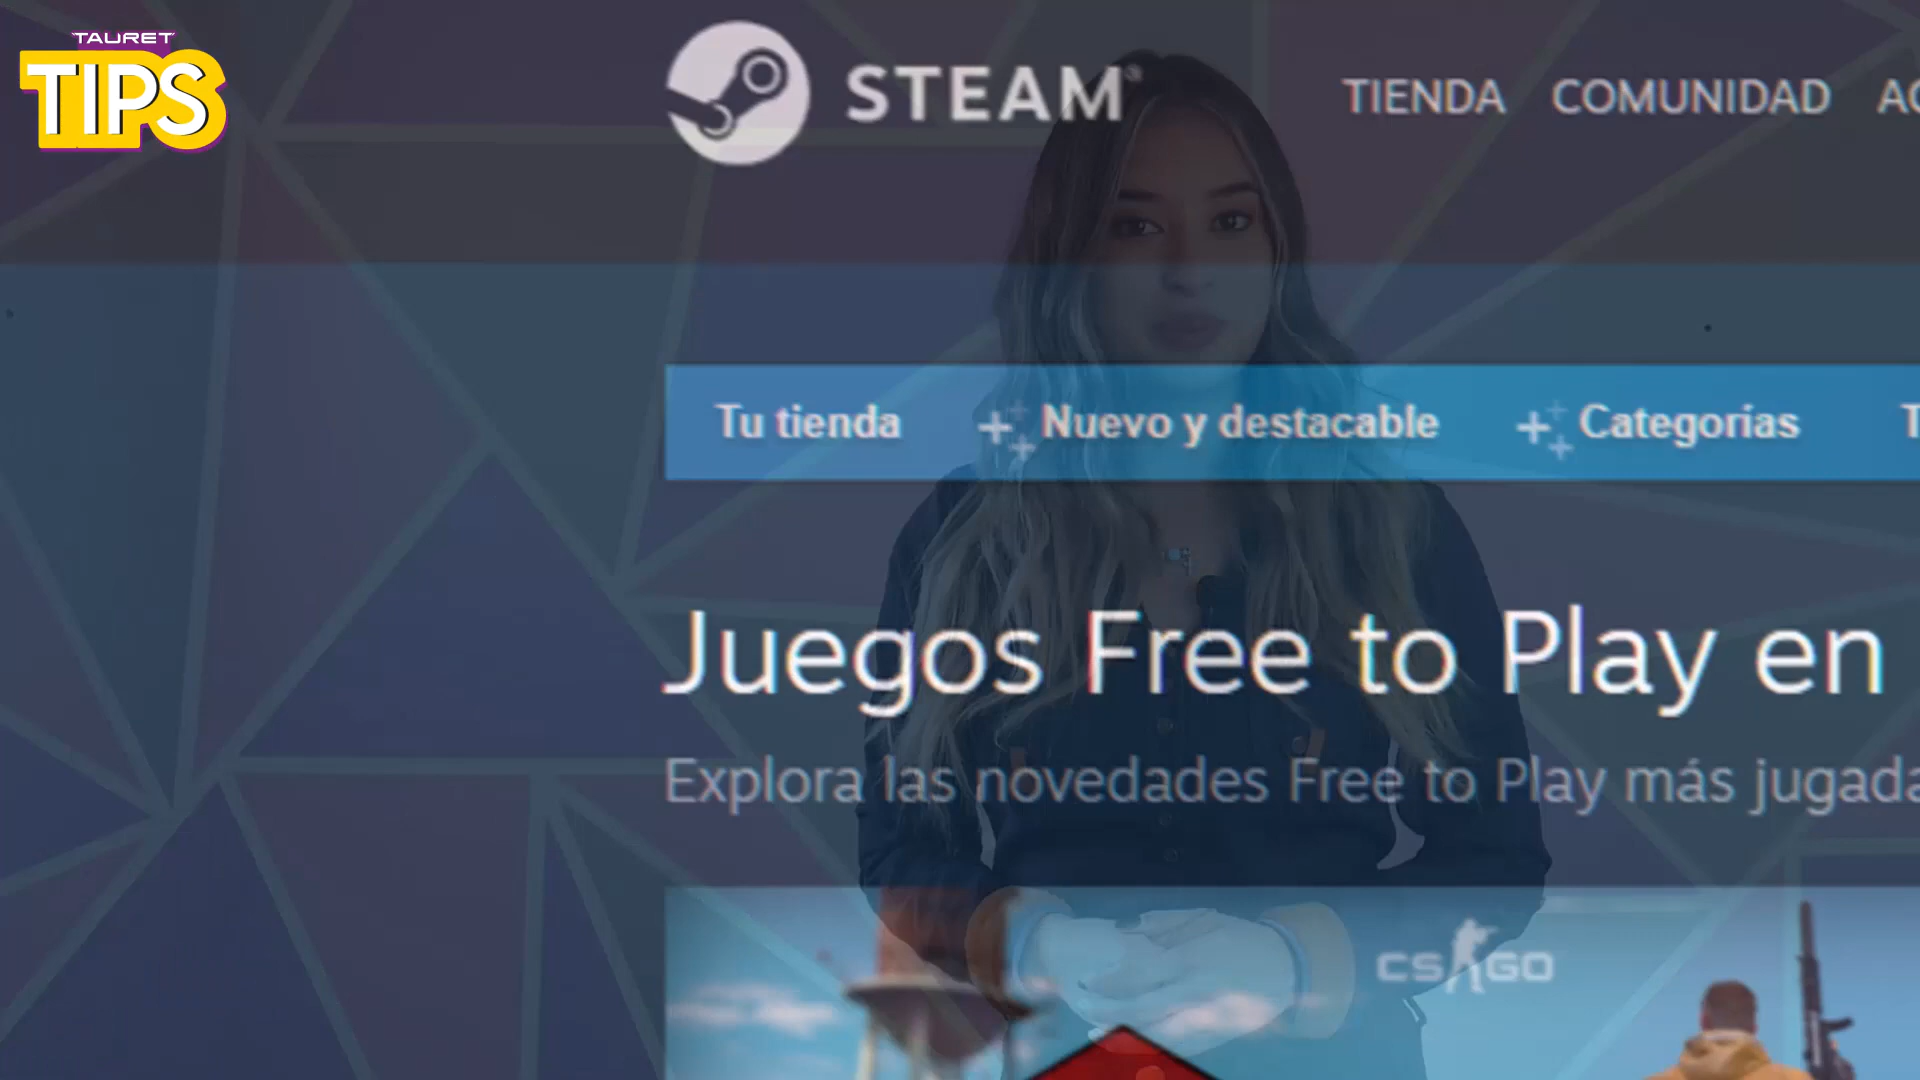 TAURET
TIPS
STEAM®
TIENDA COMUNIDAD
Tu tienda Nuevo y destacable Categorías
Juegos Free to Play en
Explora las novedades Free to Play más
CS GO